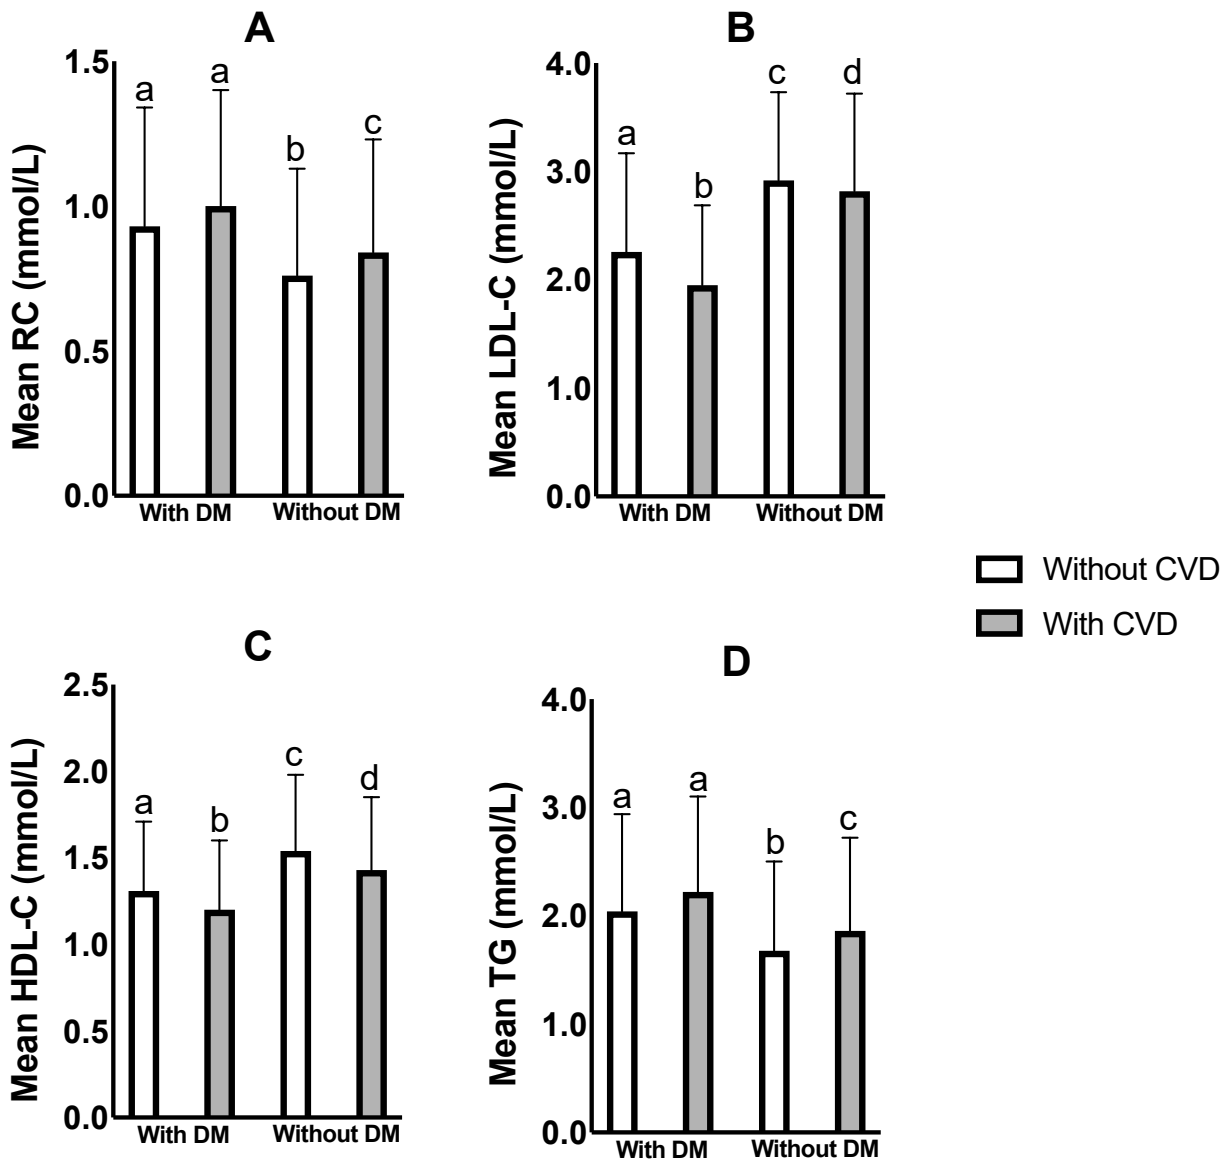 A
Mean RC (mmol/L)
1.5
1.0
0.5
0.0
a
a
b
c
With DM
Without DM
B
Mean LDL-C (mmol/L)
4.0
3.0
2.0
1.0
0.0
a
b
c
d
With DM
Without DM
Without CVD
With CVD
C
Mean HDL-C (mmol/L)
2.5
2.0
1.5
1.0
0.5
0.0
a
b
c
d
With DM
Without DM
D
Mean TG (mmol/L)
4.0
3.0
2.0
1.0
0.0
a
a
b
c
With DM
Without DM